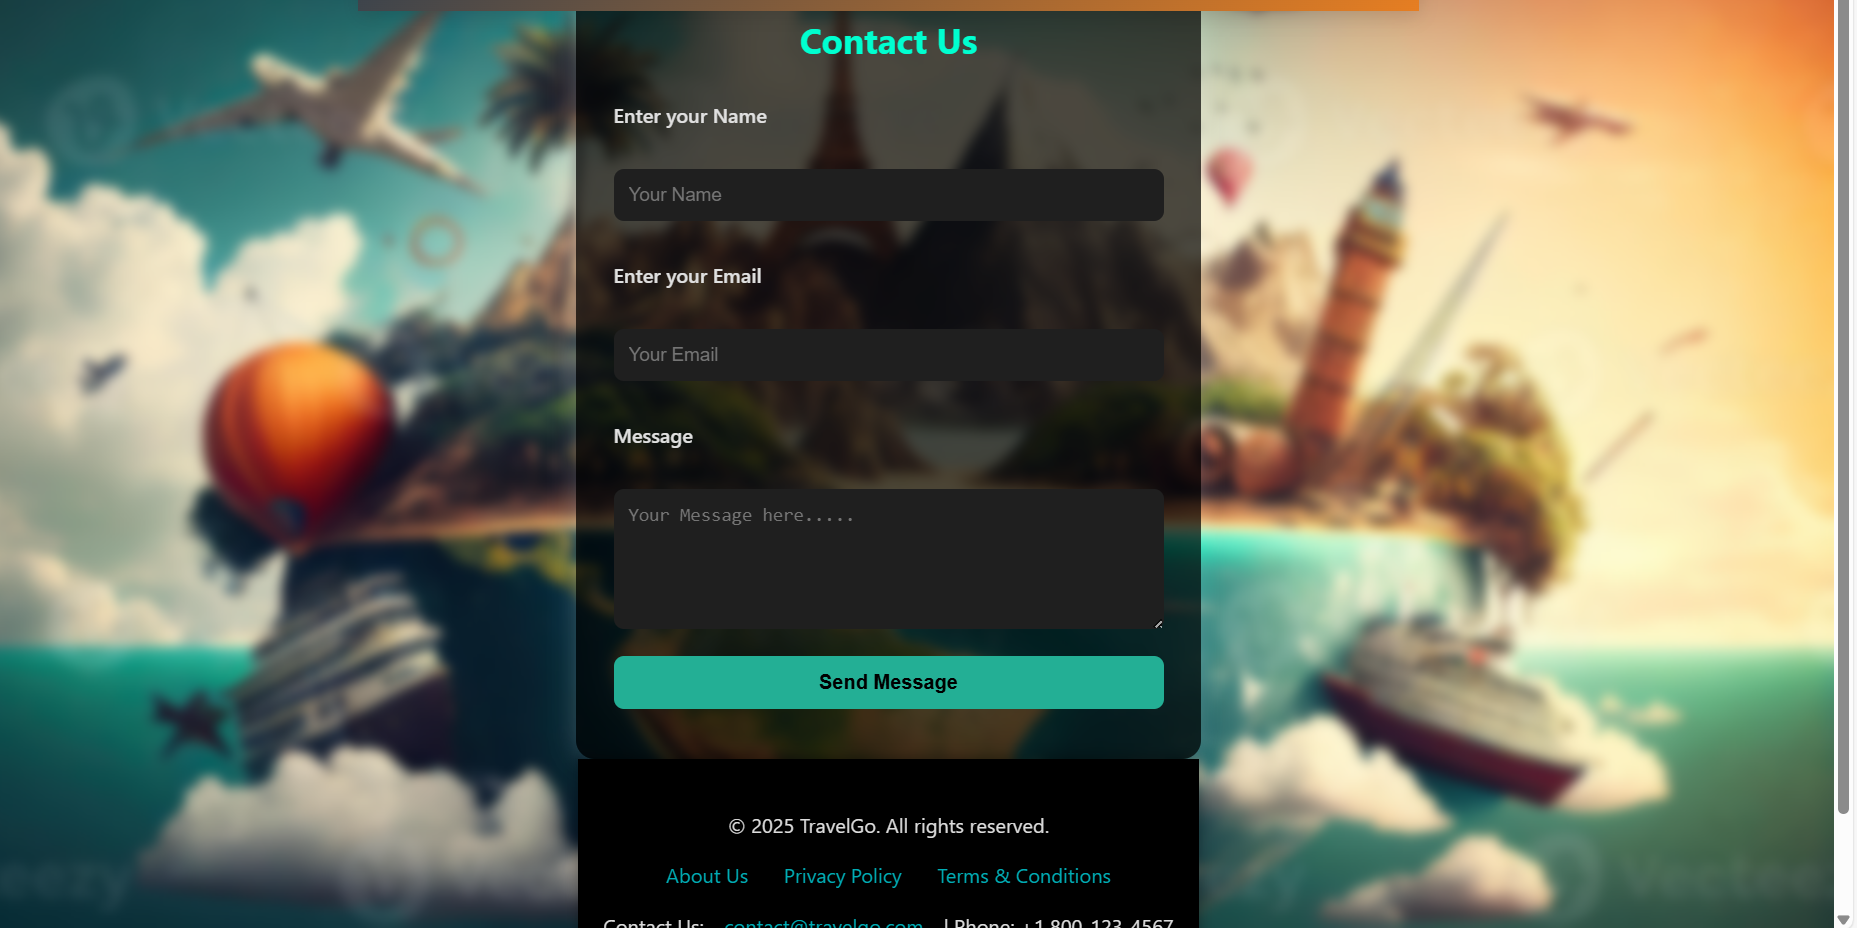 Contact Us
Enter your Name
Your Name
Enter your Email
Your Email
Message
Your Message here.....
Send Message
© 2025 TravelGo. All rights reserved.
About Us Privacy Policy Terms & Conditions
Contact Us: contact@travelgo.com | Phone: +1 800-123-4567